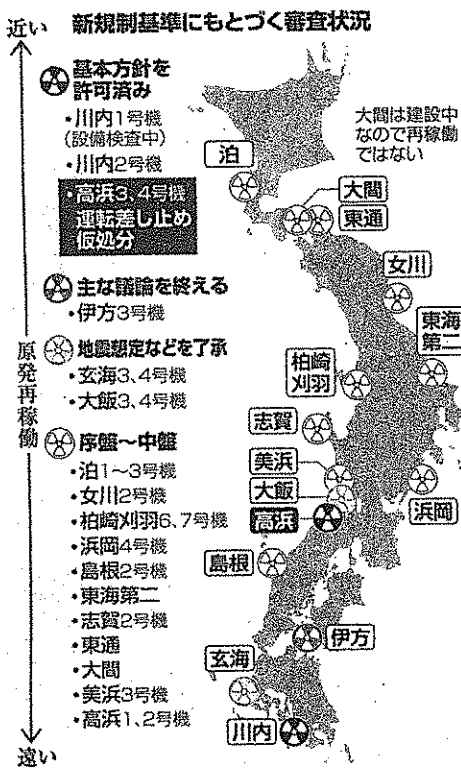 新規制基準にもとづく審査状況
近い
原発再稼働
遠い
基本方針を
許可済み
・川内1号機
(設備検査中)
・川内2号機
・高浜3、4号機
運転差し止め
仮処分
主な議論を終える
・伊方3号機
地震想定などを了承
・玄海3、4号機
・大飯3、4号機
序盤〜中盤
・泊1〜3号機
・女川2号機
・柏崎刈羽6、7号機
・浜岡4号機
・島根2号機
・東海第二
・志賀2号機
・東通
・大間
・美浜3号機
・高浜1、2号機
大間は建設中
なので再稼働
ではない
泊
大間
東通
女川
東海
第二
柏崎
刈羽
志賀
美浜
大飯
高浜
浜岡
島根
伊方
玄海
川内